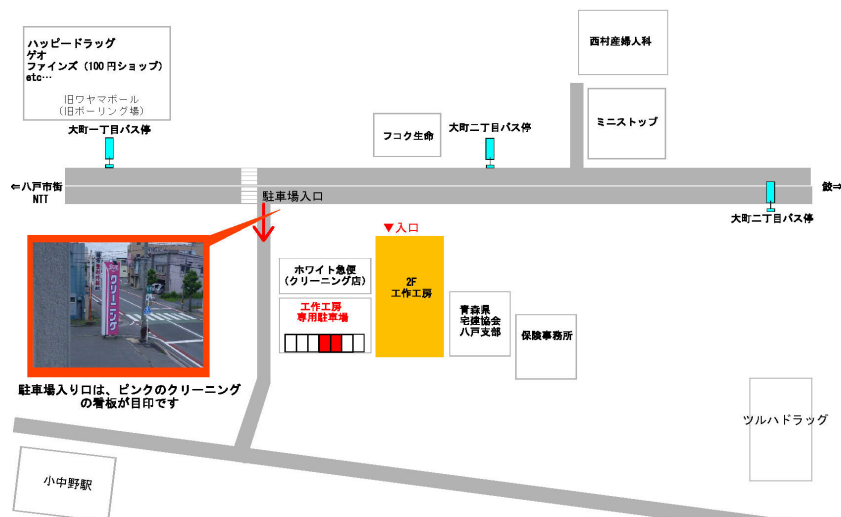 ハッピードラッグ
ゲオ
ファインズ（100円ショップ）
etc…
旧ワヤマボール
（旧ボーリング場）
大町一丁目バス停
西村産婦人科
ミニストップ
フコク生命
大町二丁目バス停
⇐八戸市街
NTT
鮫⇒
大町二丁目バス停
駐車場入口
▼入口
ホワイト急便
（クリーニング店）
工作工房
専用駐車場
2F
工作工房
青森県
宅建協会
八戸支部
保険事務所
クリーニング
駐車場入り口は、ピンクのクリーニング
の看板が目印です
ツルハドラッグ
小中野駅